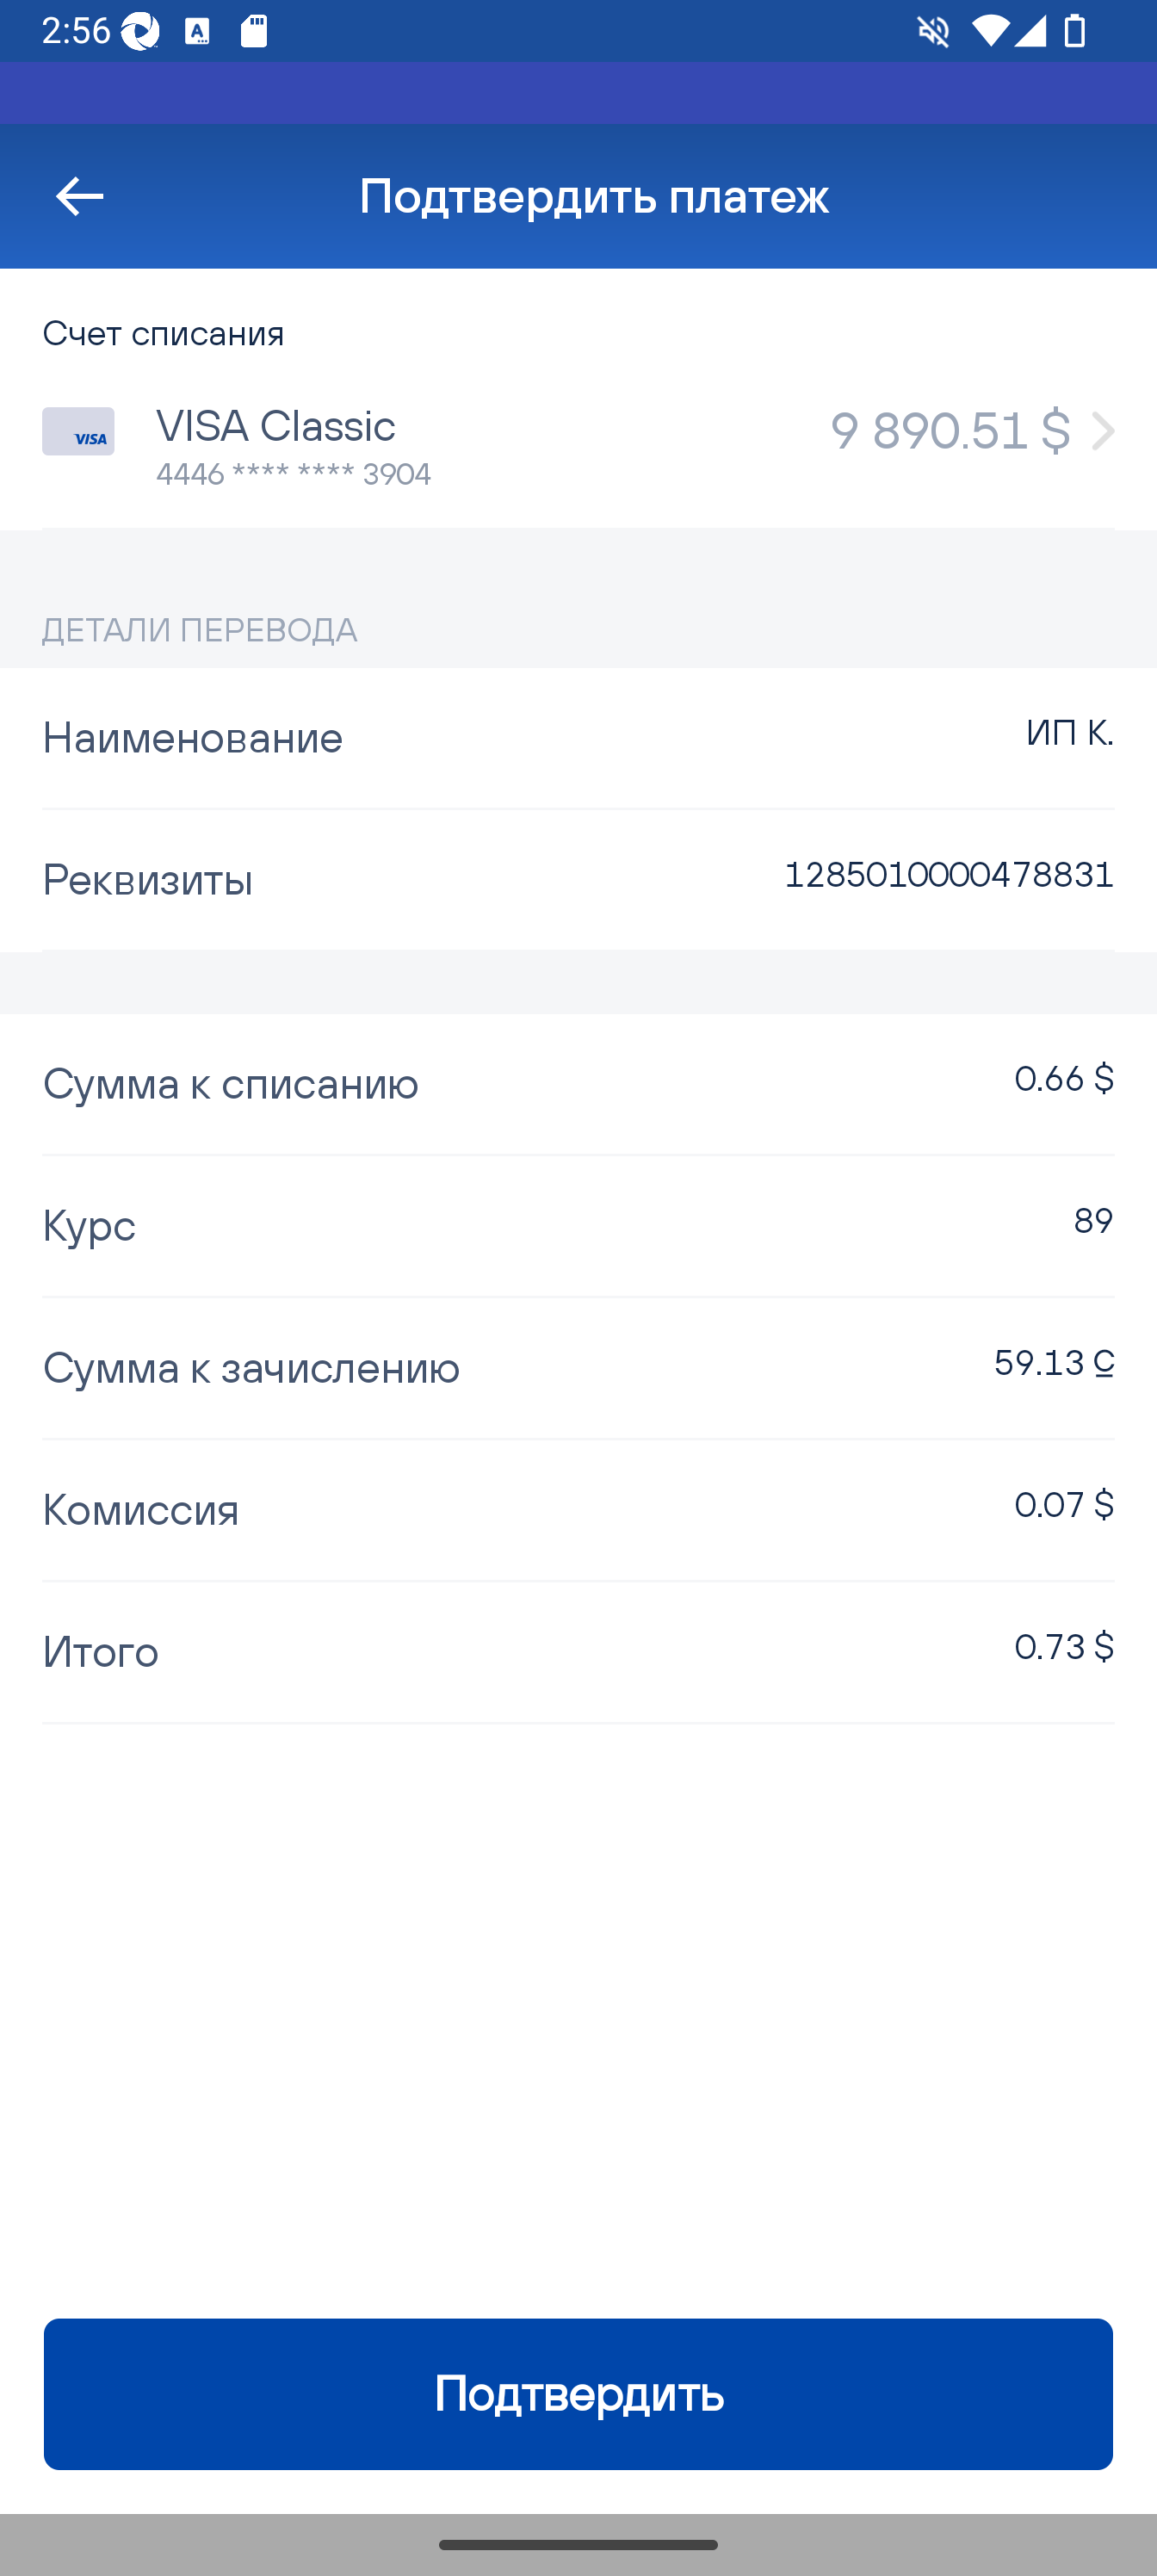 2:56
Подтвердить платеж
Счет списания
VISA
VISA Classic
9 890.51 $
4446 **** **** 3904
ДЕТАЛИ ПЕРЕВОДА
Наименование
ИП К.
Реквизиты
1285010000478831
Сумма к списанию
0.66 $
Курс
89
Сумма к зачислению
59.13 С̲
Комиссия
0.07 $
Итого
0.73 $
Подтвердить